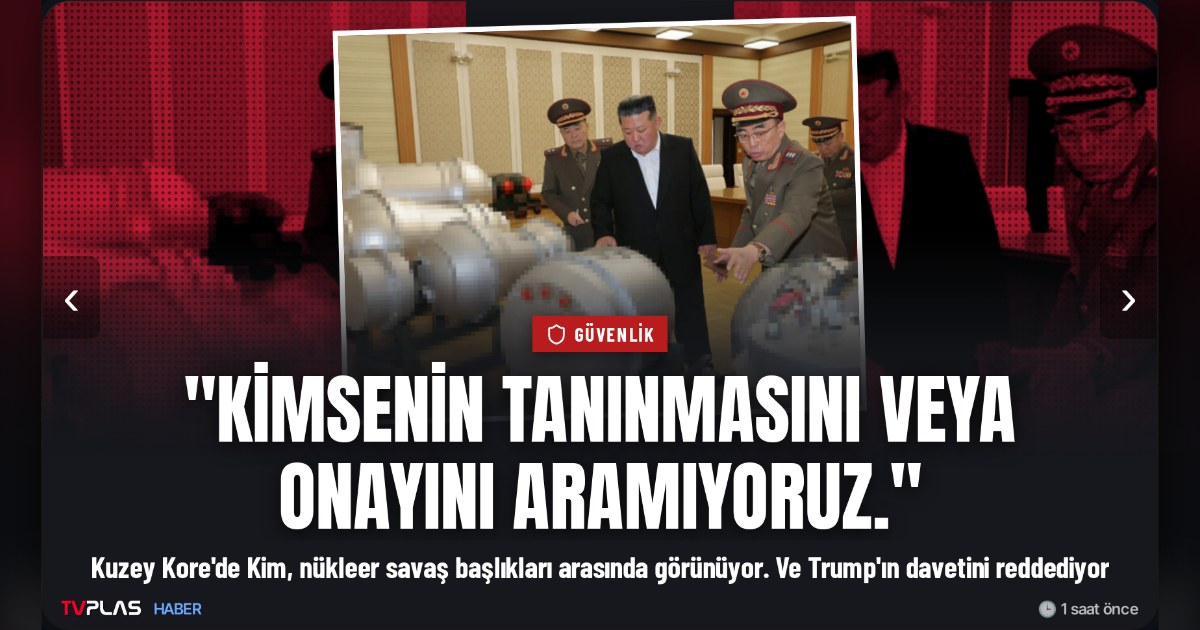 GÜVENLİK
"KİMSENİN TANINMASINI VEYA
ONAYINI ARAMIYORUZ."
Kuzey Kore'de Kim, nükleer savaş başlıkları arasında görünüyor. Ve Trump'ın davetini reddediyor
TVPLAS HABER
1 saat önce